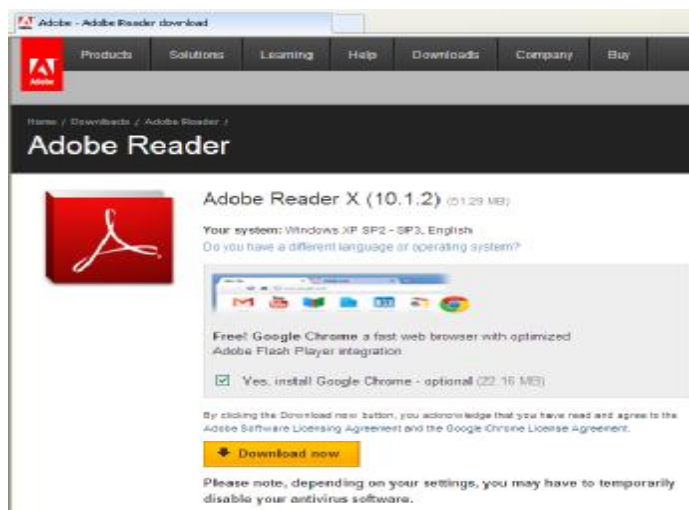 Adobe - Adobe Reader download
Products Solutions Learning Help Downloads Company Buy
Adobe
Home / Downloads / Adobe Reader /
Adobe Reader
Adobe Reader X (10.1.2) (51.29 MB)
Your system: Windows XP SP2 - SP3, English
Do you have a different language or operating system?
Free! Google Chrome a fast web browser with optimized
Adobe Flash Player integration
Yes, install Google Chrome - optional (22.16 MB)
By clicking the Download now button, you acknowledge that you have read and agree to the
Adobe Software Licensing Agreement and the Google Chrome License Agreement.
Download now
Please note, depending on your settings, you may have to temporarily
disable your antivirus software.